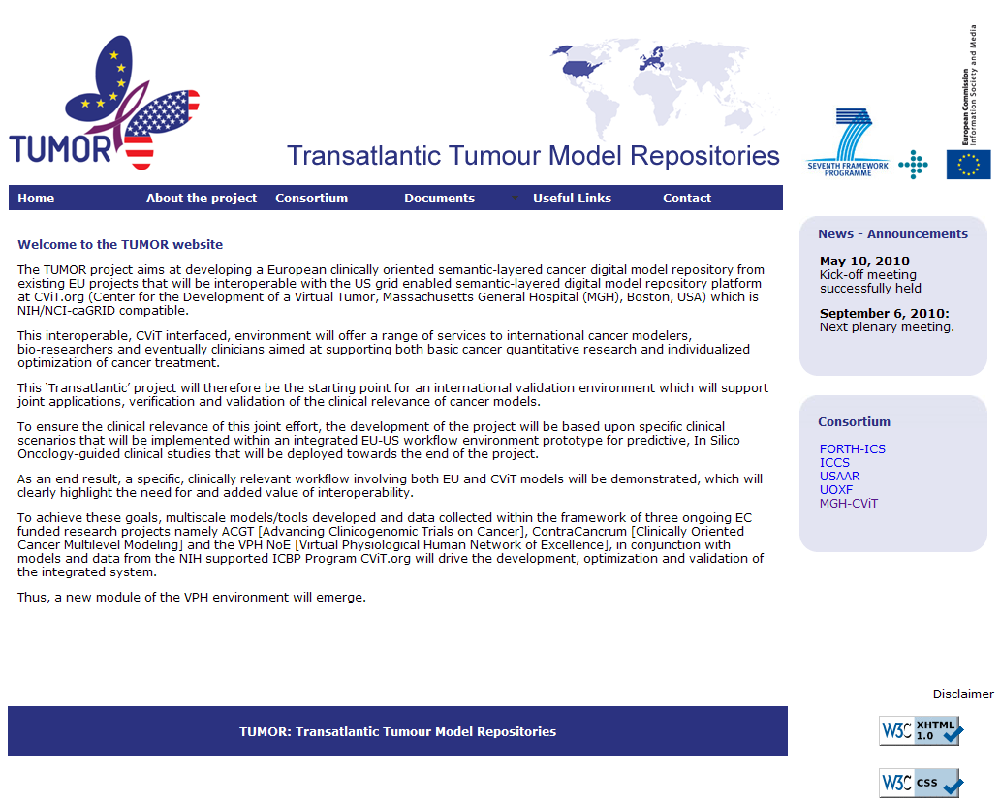 TUMOR
Transatlantic Tumour Model Repositories
SEVENTH FRAMEWORK
PROGRAMME
European Commission
Information Society and Media
Home About the project Consortium Documents Useful Links Contact
Welcome to the TUMOR website
The TUMOR project aims at developing a European clinically oriented semantic-layered cancer digital model repository from
existing EU projects that will be interoperable with the US grid enabled semantic-layered digital model repository platform
at CViT.org (Center for the Development of a Virtual Tumor, Massachusetts General Hospital (MGH), Boston, USA) which is
NIH/NCI-caGRID compatible.
This interoperable, CViT interfaced, environment will offer a range of services to international cancer modelers,
bio-researchers and eventually clinicians aimed at supporting both basic cancer quantitative research and individualized
optimization of cancer treatment.
This ‘Transatlantic’ project will therefore be the starting point for an international validation environment which will support
joint applications, verification and validation of the clinical relevance of cancer models.
To ensure the clinical relevance of this joint effort, the development of the project will be based upon specific clinical
scenarios that will be implemented within an integrated EU-US workflow environment prototype for predictive, In Silico
Oncology-guided clinical studies that will be deployed towards the end of the project.
As an end result, a specific, clinically relevant workflow involving both EU and CViT models will be demonstrated, which will
clearly highlight the need for and added value of interoperability.
To achieve these goals, multiscale models/tools developed and data collected within the framework of three ongoing EC
funded research projects namely ACGT [Advancing Clinicogenomic Trials on Cancer], ContraCancrum [Clinically Oriented
Cancer Multilevel Modeling] and the VPH NoE [Virtual Physiological Human Network of Excellence], in conjunction with
models and data from the NIH supported ICBP Program CViT.org will drive the development, optimization and validation of
the integrated system.
Thus, a new module of the VPH environment will emerge.
News - Announcements
May 10, 2010
Kick-off meeting
successfully held
September 6, 2010:
Next plenary meeting.
Consortium
FORTH-ICS
ICCS
USAAR
UOXF
MGH-CViT
Disclaimer
TUMOR: Transatlantic Tumour Model Repositories
W3C XHTML
1.0
W3C CSS